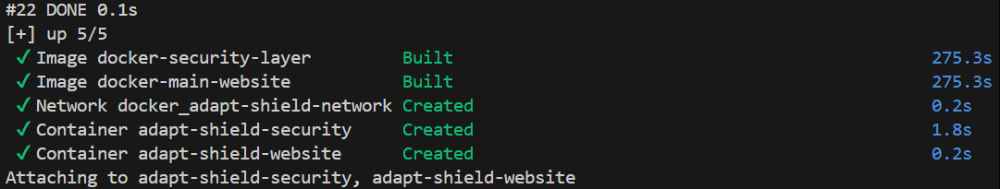 #22 DONE 0.1s
[+] up 5/5
✓ Image docker-security-layer Built 275.3s
✓ Image docker-main-website Built 275.3s
✓ Network docker_adapt-shield-network Created 0.2s
✓ Container adapt-shield-security Created 1.8s
✓ Container adapt-shield-website Created 0.2s
Attaching to adapt-shield-security, adapt-shield-website